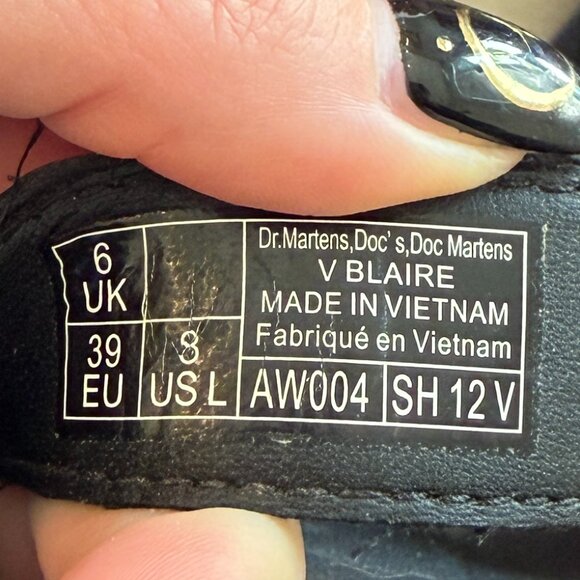 6
UK
39
EU
8
US L
Dr.Martens,Doc's,Doc Martens
V BLAIRE
MADE IN VIETNAM
Fabriqué en Vietnam
AW004
SH 12 V